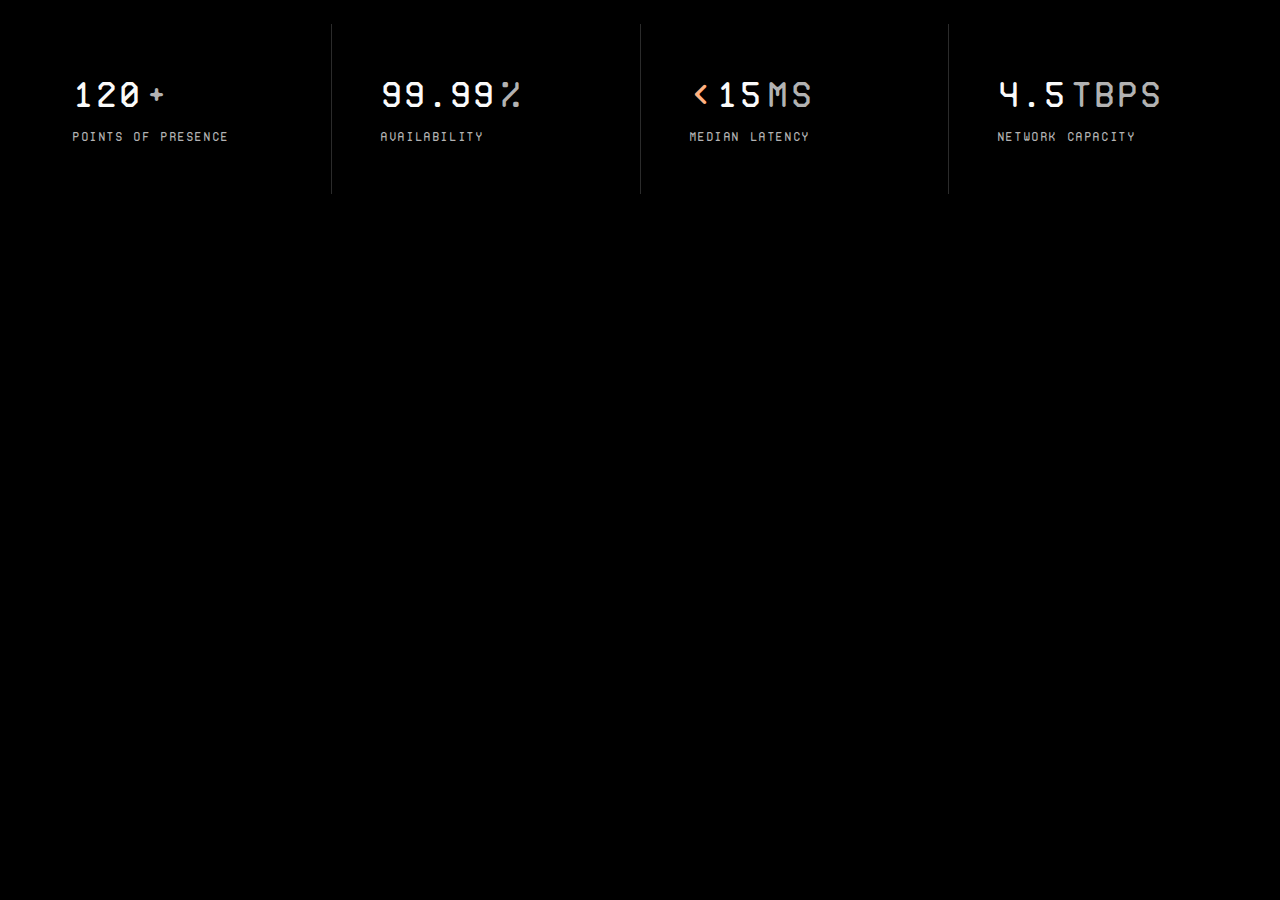 120+
POINTS OF PRESENCE
99.99%
AVAILABILITY
<15MS
MEDIAN LATENCY
4.5TBPS
NETWORK CAPACITY